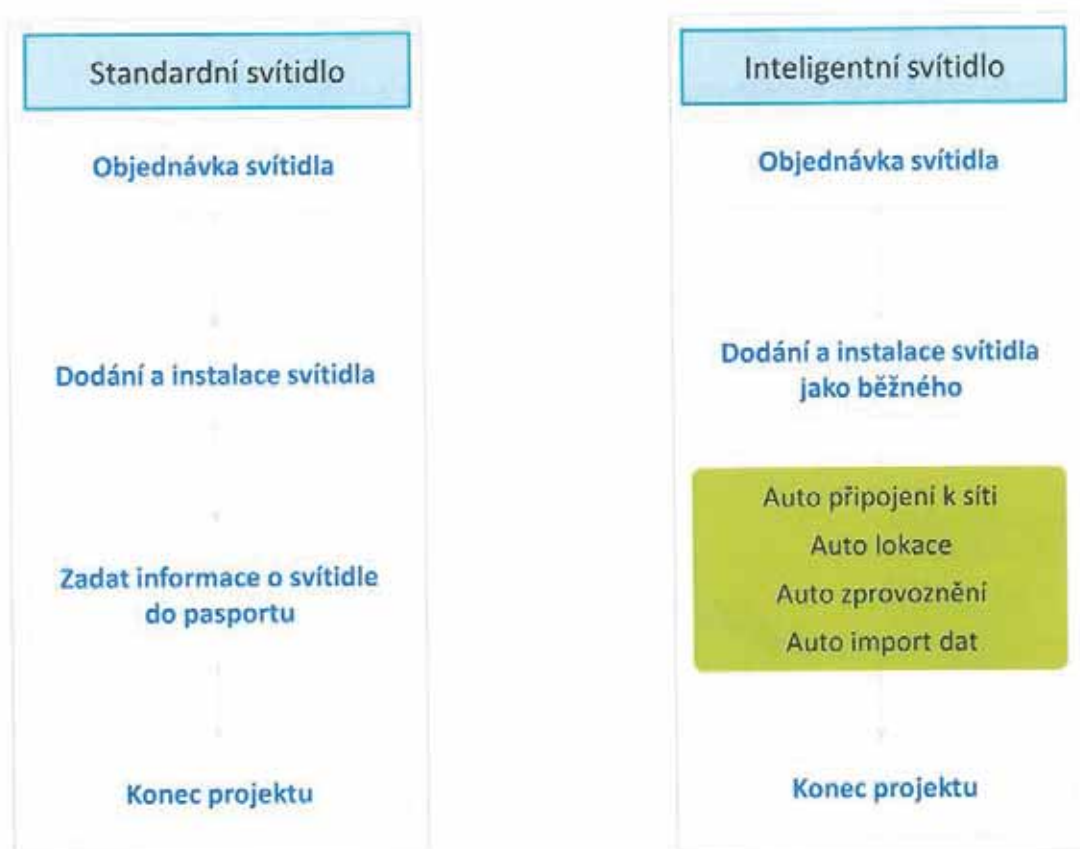 Standardní svítidlo
Objednávka svítidla
Dodání a instalace svítidla
Zadat informace o svítidle
do pasportu
Konec projektu
Inteligentní svítidlo
Objednávka svítidla
Dodání a instalace svítidla
jako běžného
Auto připojení k síti
Auto lokace
Auto zprovoznění
Auto import dat
Konec projektu